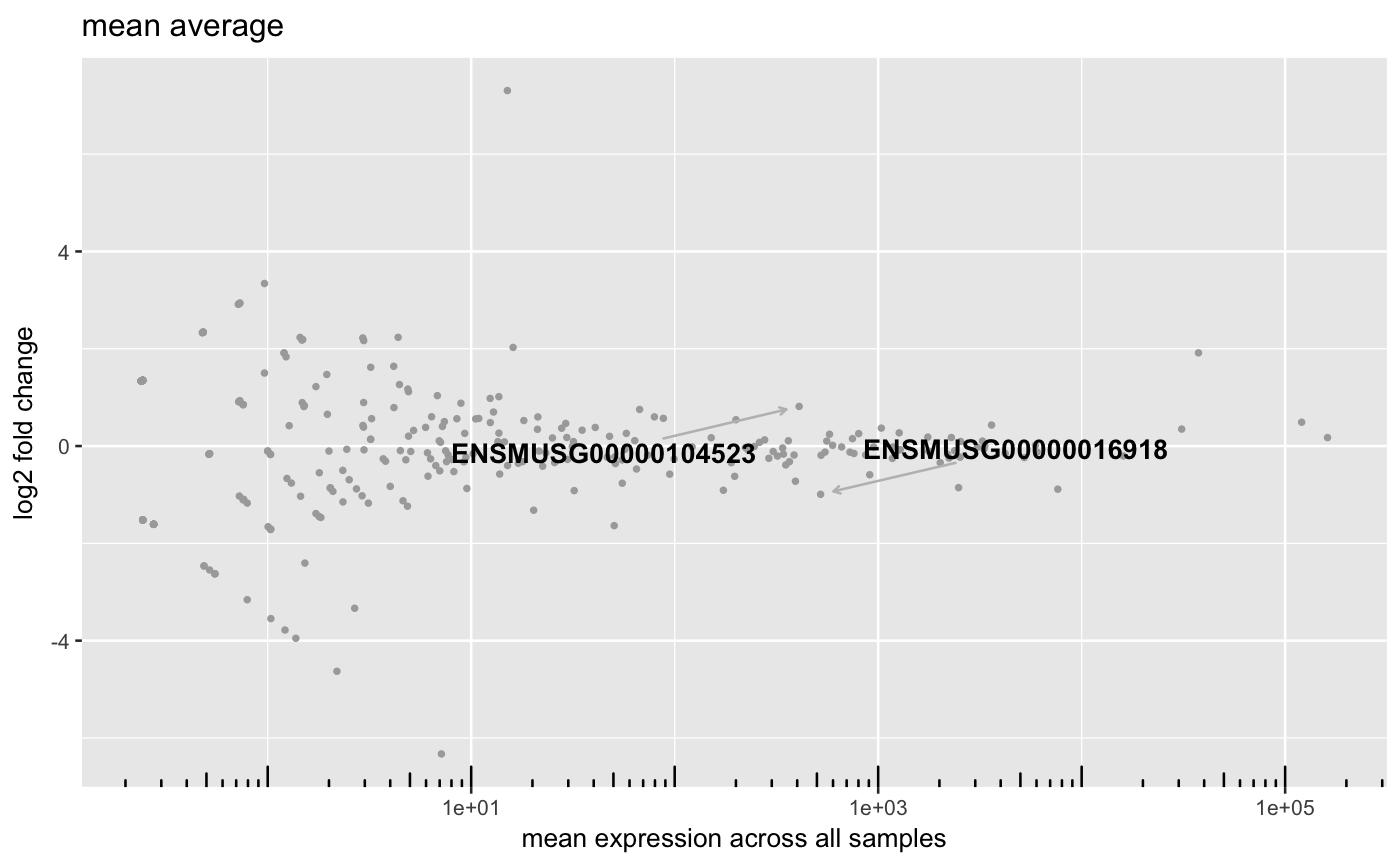 mean average
log2 fold change
4
0
-4
ENSMUSG00000104523
ENSMUSG00000016918
1e+01
1e+03
1e+05
mean expression across all samples